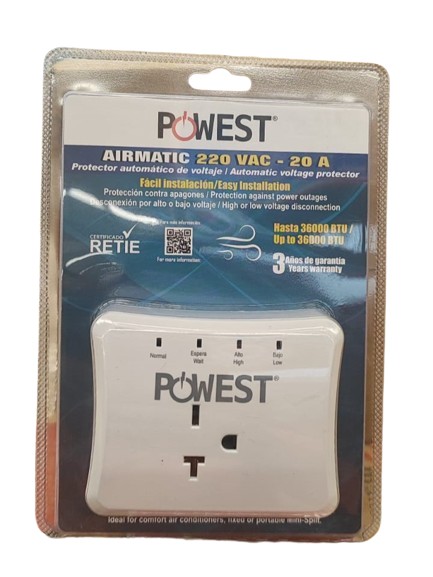 POWEST®
AIRMATIC 220 VAC - 20 A
Protector automático de voltaje / Automatic voltage protector
Fácil instalación/Easy Installation
Protección contra apagones / Protection against power outages
Desconexión por alto o bajo voltaje / High or low voltage disconnection
Para más información
CERTIFICADO
RETIE
For more information
Hasta 36000 BTU /
Up to 36000 BTU
3 Años de garantía
Years warranty
Normal
Espera
Wait
Alto
High
Bajo
Low
POWEST®
Ideal for comfort air conditioners, fixed or portable Mini-Split.